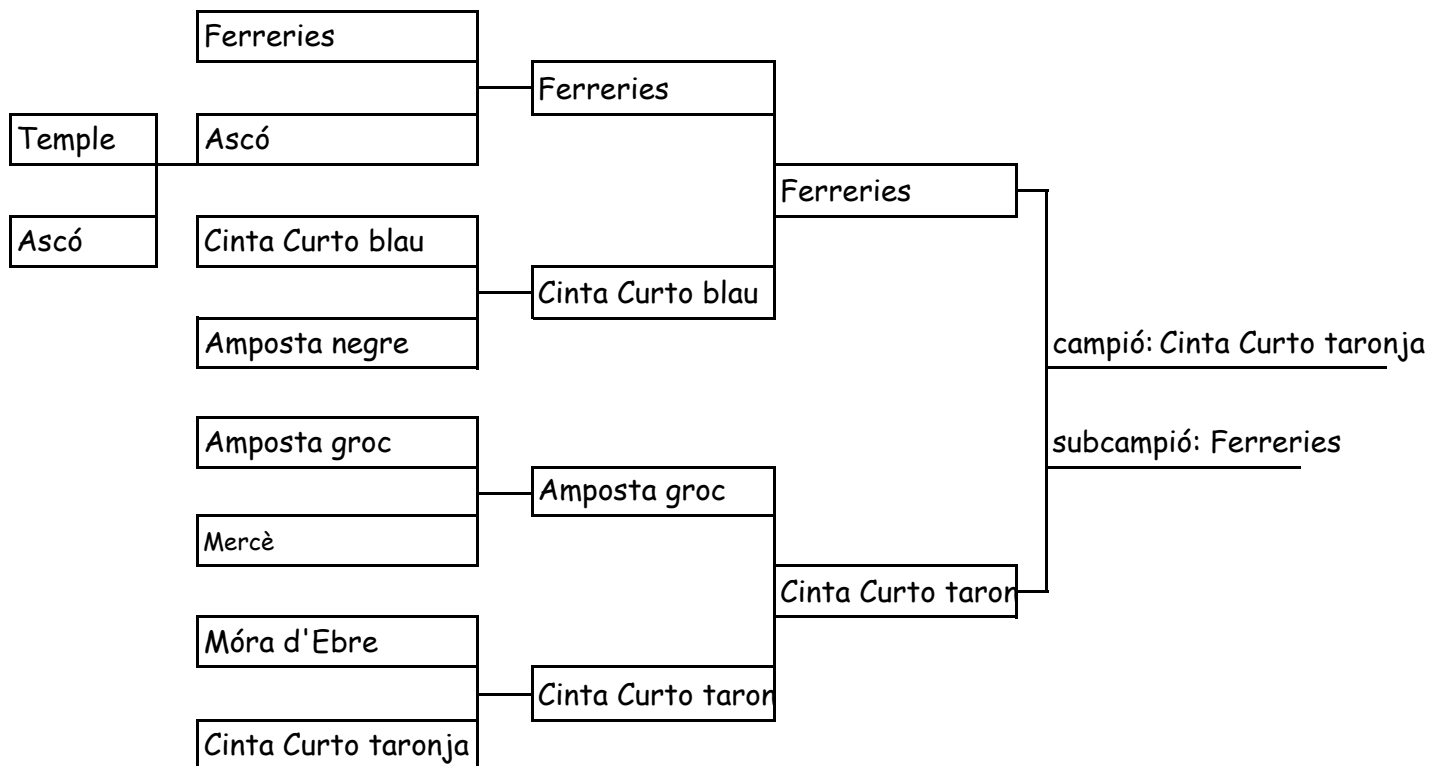 Ferreries
Ferreries
Temple
Ascó
Ferreries
Ascó
Cinta Curto blau
Cinta Curto blau
Amposta negre
campió: Cinta Curto taronja
Amposta groc
subcampió: Ferreries
Amposta groc
Mercè
Cinta Curto taron
Móra d'Ebre
Cinta Curto taron
Cinta Curto taronja